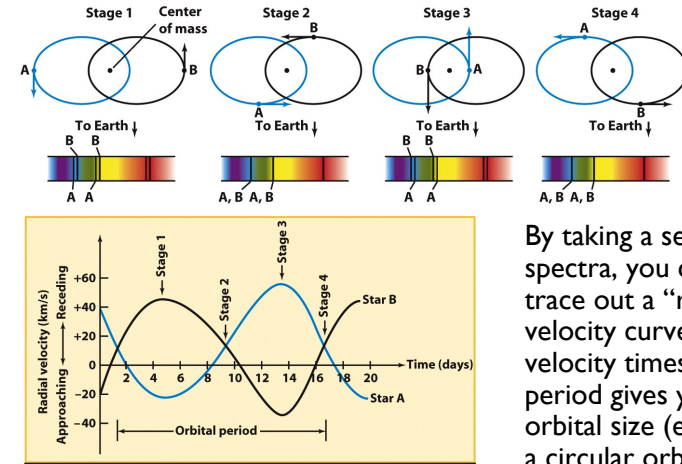 Stage 1
Center
of mass
Stage 2
Stage 3
Stage 4
A
B
B
A
B
A
A
B
To Earth
To Earth
To Earth
To Earth
B B
A A
A, B A, B
B B
A A
A, B A, B
Radial velocity (km/s)
Approaching
Receding
+60
+40
+20
0
−20
−40
Stage 1
Stage 2
Stage 3
Stage 4
Star B
Star A
2 4 6 8 10 12 14 16 18 20
Time (days)
Orbital period
By taking a se
spectra, you
trace out a “
velocity curve
velocity times
period gives y
orbital size (e
a circular orb